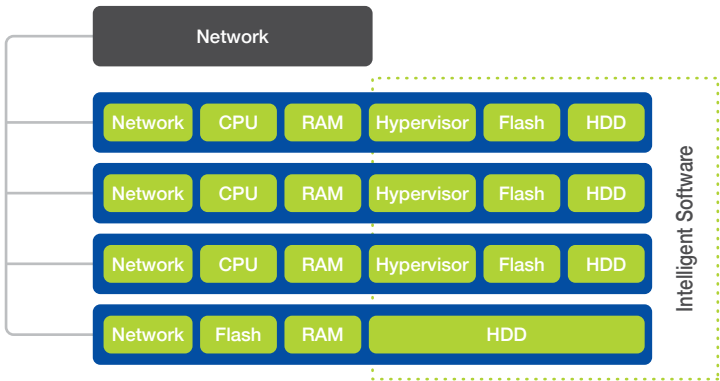 Network
Network CPU RAM Hypervisor Flash HDD
Network CPU RAM Hypervisor Flash HDD
Network CPU RAM Hypervisor Flash HDD
Network Flash RAM HDD
Intelligent Software